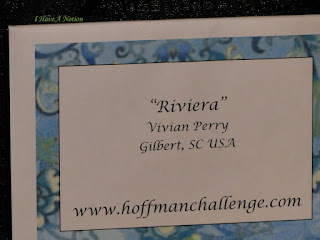 I Have A Notion
“Riviera”
Vivian Perry
Gilbert, SC USA
www.hoffmanchallenge.com